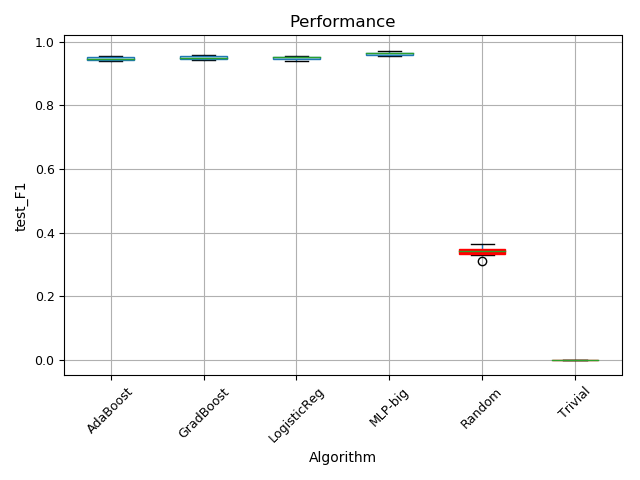 Performance
1.0
0.8
0.6
0.4
0.2
0.0
test_F1
AdaBoost
GradBoost
LogisticReg
MLP-big
Random
Trivial
Algorithm